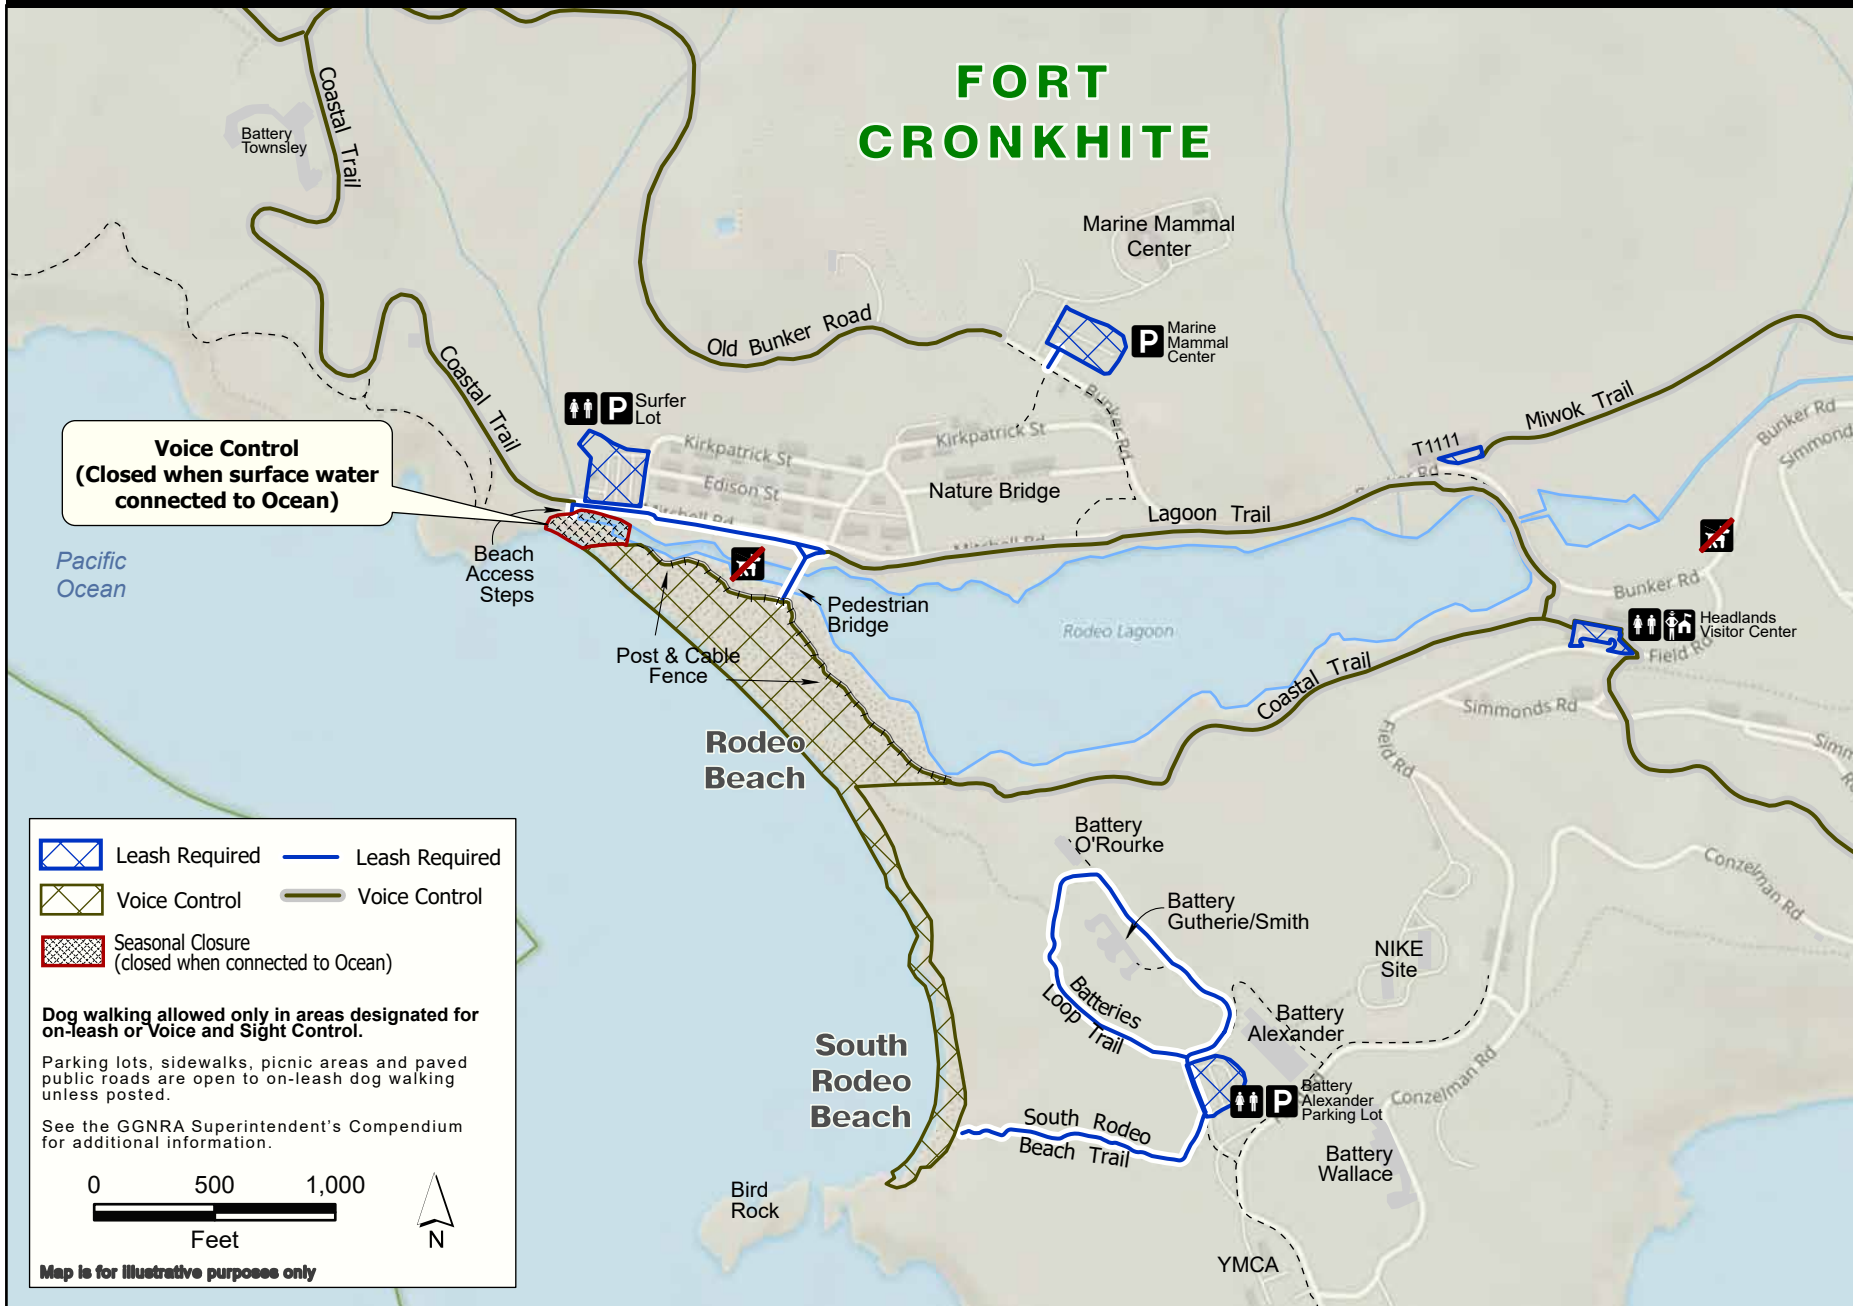 FORT
CRONKHITE
Coastal Trail
Battery
Townsley
Marine Mammal
Center
Old Bunker Road
P
Marine
Mammal
Center
Coastal Trail
P
Surfer
Lot
Bunker Rd
Miwok Trail
Bunker Rd
Simmond
T1111
Kirkpatrick St
Kirkpatrick St
Edison St
Nature Bridge
Mitchell Rd
Lagoon Trail
Mitchell Rd
Voice Control
(Closed when surface water
connected to Ocean)
Pacific
Ocean
Beach
Access
Steps
Pedestrian
Bridge
Post & Cable
Fence
Rodeo Lagoon
Bunker Rd
Headlands
Visitor Center
Field Rd
Coastal Trail
Simmonds Rd
Field Rd
Rodeo
Beach
Battery
O'Rourke
Conzelman Rd
Battery
Gutherie/Smith
NIKE
Site
Batteries
Loop Trail
Battery
Alexander
South
Rodeo
Beach
P
Battery
Alexander
Parking Lot
Conzelman Rd
South Rodeo
Beach Trail
Battery
Wallace
Bird
Rock
YMCA
Leash Required
Leash Required
Voice Control
Voice Control
Seasonal Closure
(closed when connected to Ocean)
Dog walking allowed only in areas designated for
on-leash or Voice and Sight Control.
Parking lots, sidewalks, picnic areas and paved
public roads are open to on-leash dog walking
unless posted.
See the GGNRA Superintendent's Compendium
for additional information.
0 500 1,000
Feet
N
Map is for illustrative purposes only